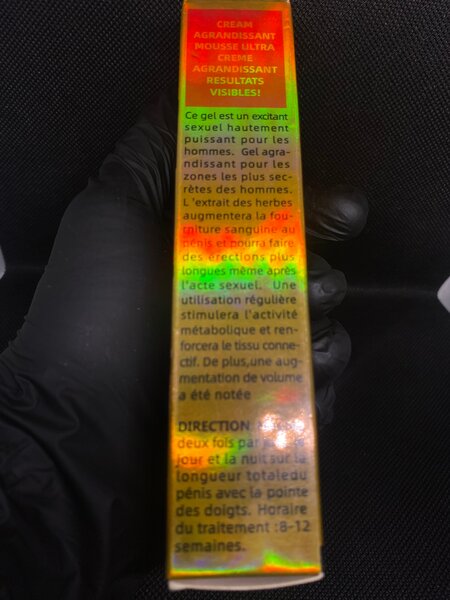 CREAM
AGRANDISSANT
MOUSSE ULTRA
CREME
AGRANDISSANT
RESULTATS
VISIBLES!
Ce gel est un excitant
sexuel hautement
puissant pour les
hommes. Gel agra-
ndissant pour les
zones les plus sec-
rètes des hommes.
L 'extrait des herbes
augmentera la fou-
rniture sanguine au
pénis et pourra faire
des érections plus
longues même après
l'acte sexuel. Une
utilisation régulière
stimulera l'activité
métabolique et ren-
forcera le tissu conne-
ctif. De plus,une aug-
mentation de volume
a été notée
DIRECTION
deux fois par
jour et la nuit sur la
longueur totaledu
pénis avec la pointe
des doigts. Horaire
du traitement :8-12
semaines.